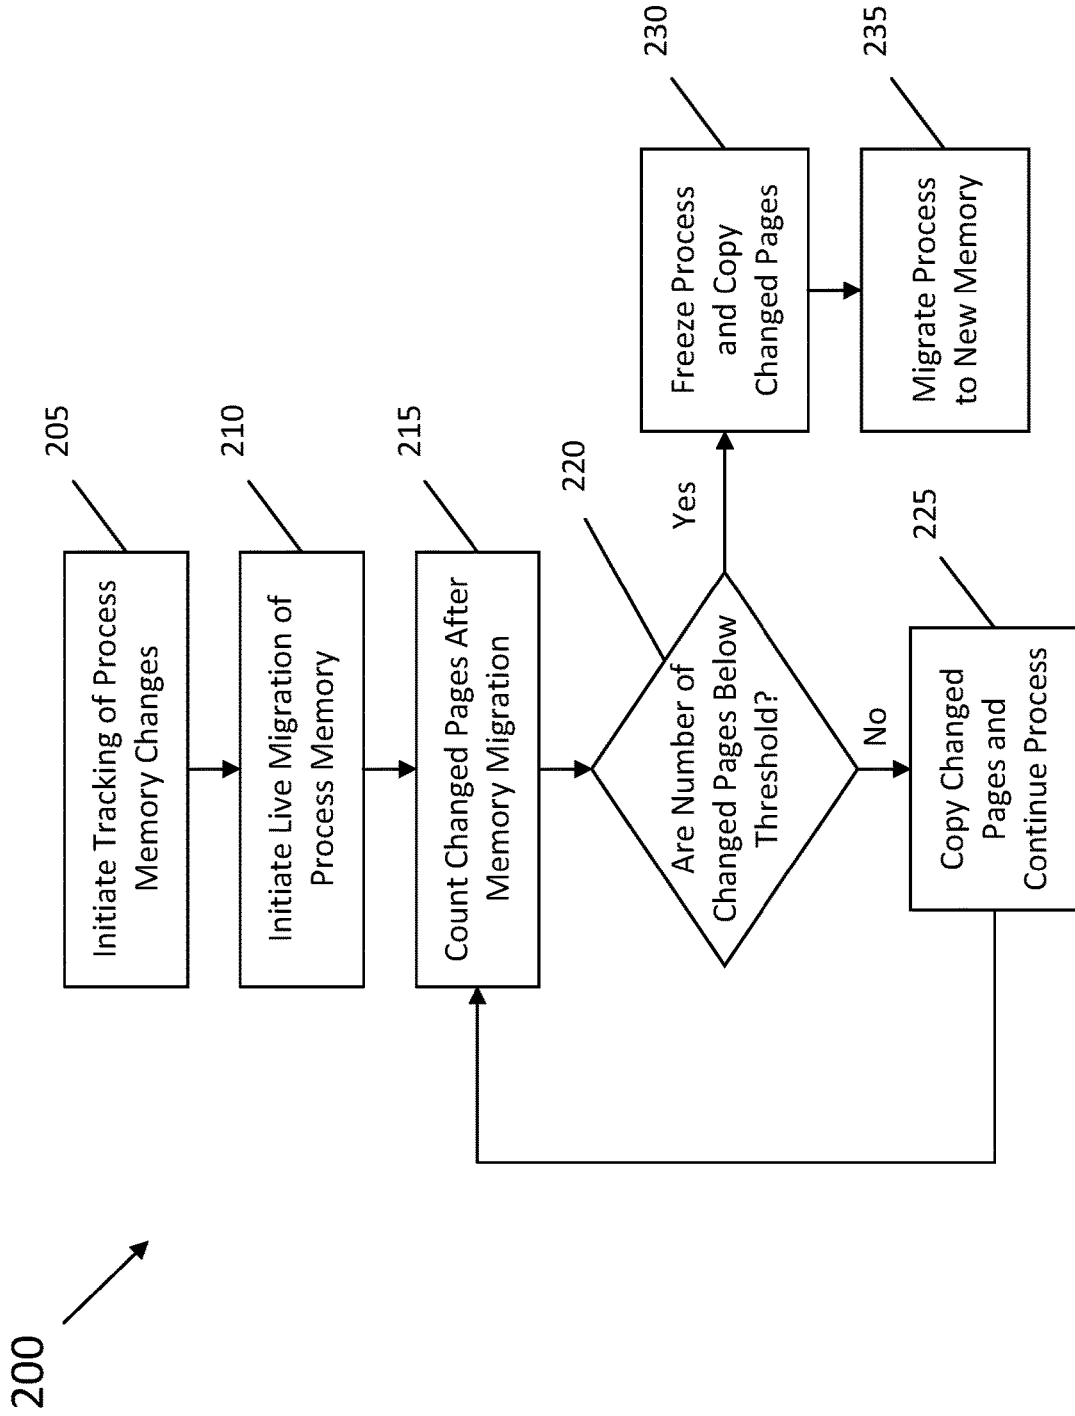 200
205
Initiate Tracking of Process
Memory Changes
210
Initiate Live Migration of
Process Memory
215
Count Changed Pages After
Memory Migration
220
Are Number of
Changed Pages Below
Threshold?
Yes
No
225
Copy Changed
Pages and
Continue Process
230
Freeze Process
and Copy
Changed Pages
235
Migrate Process
to New Memory